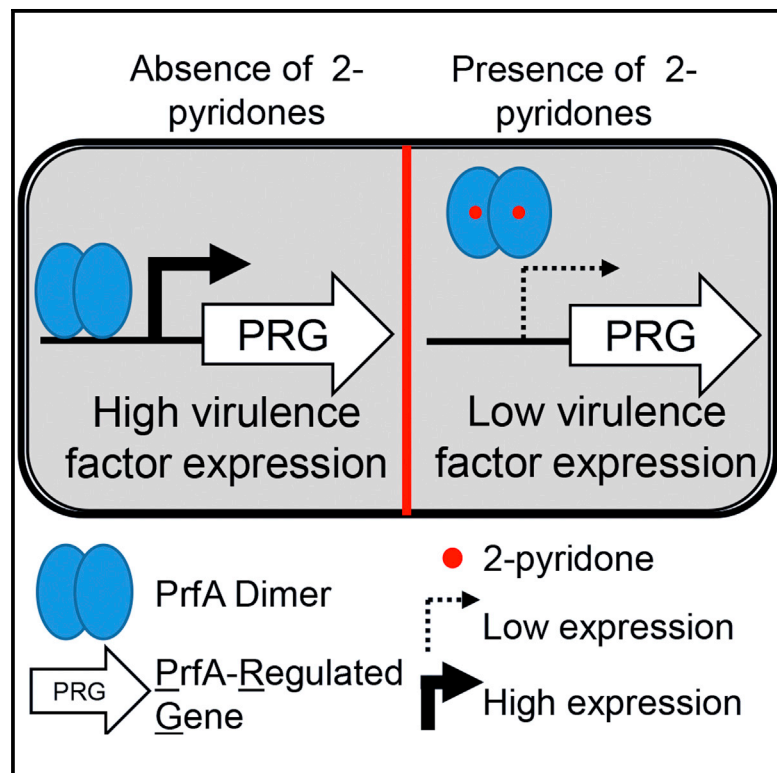 Absence of 2-
pyridones
Presence of 2-
pyridones
PRG
High virulence
factor expression
PRG
Low virulence
factor expression
PrfA Dimer
PRG
PrfA-Regulated
Gene
2-pyridone
Low expression
High expression